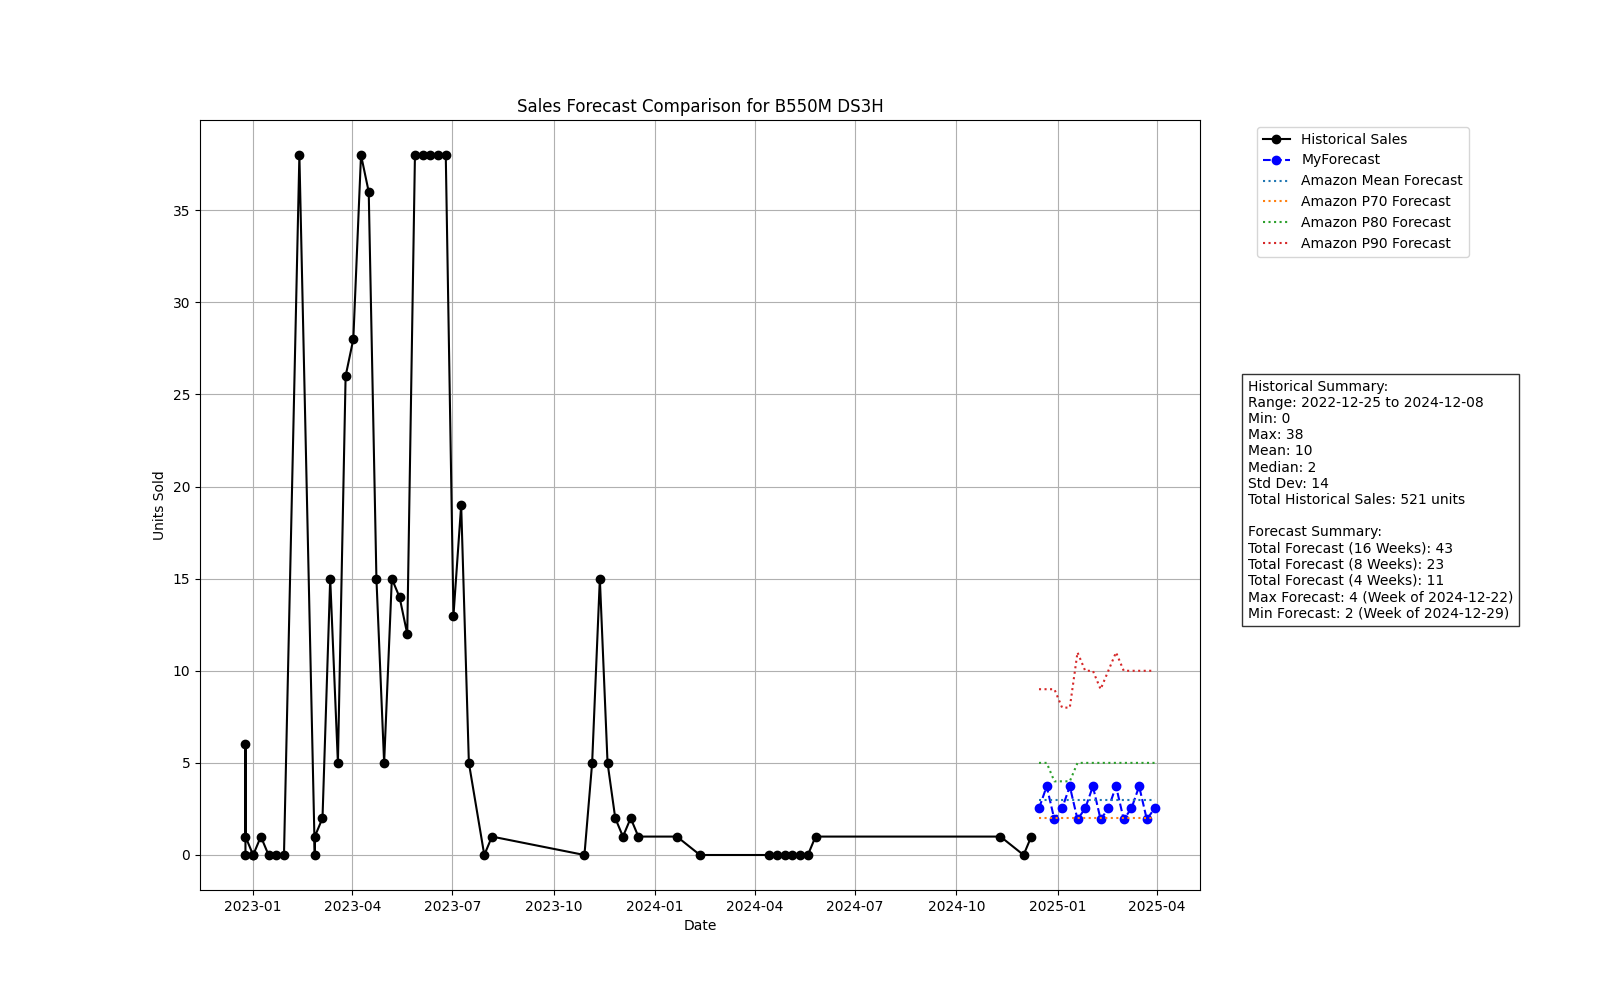 Sales Forecast Comparison for B550M DS3H
Units Sold
35
30
25
20
15
10
5
0
2023-01
2023-04
2023-07
2023-10
2024-01
2024-04
2024-07
2024-10
2025-01
2025-04
Date
Historical Sales
MyForecast
Amazon Mean Forecast
Amazon P70 Forecast
Amazon P80 Forecast
Amazon P90 Forecast
Historical Summary:
Range: 2022-12-25 to 2024-12-08
Min: 0
Max: 38
Mean: 10
Median: 2
Std Dev: 14
Total Historical Sales: 521 units
Forecast Summary:
Total Forecast (16 Weeks): 43
Total Forecast (8 Weeks): 23
Total Forecast (4 Weeks): 11
Max Forecast: 4 (Week of 2024-12-22)
Min Forecast: 2 (Week of 2024-12-29)